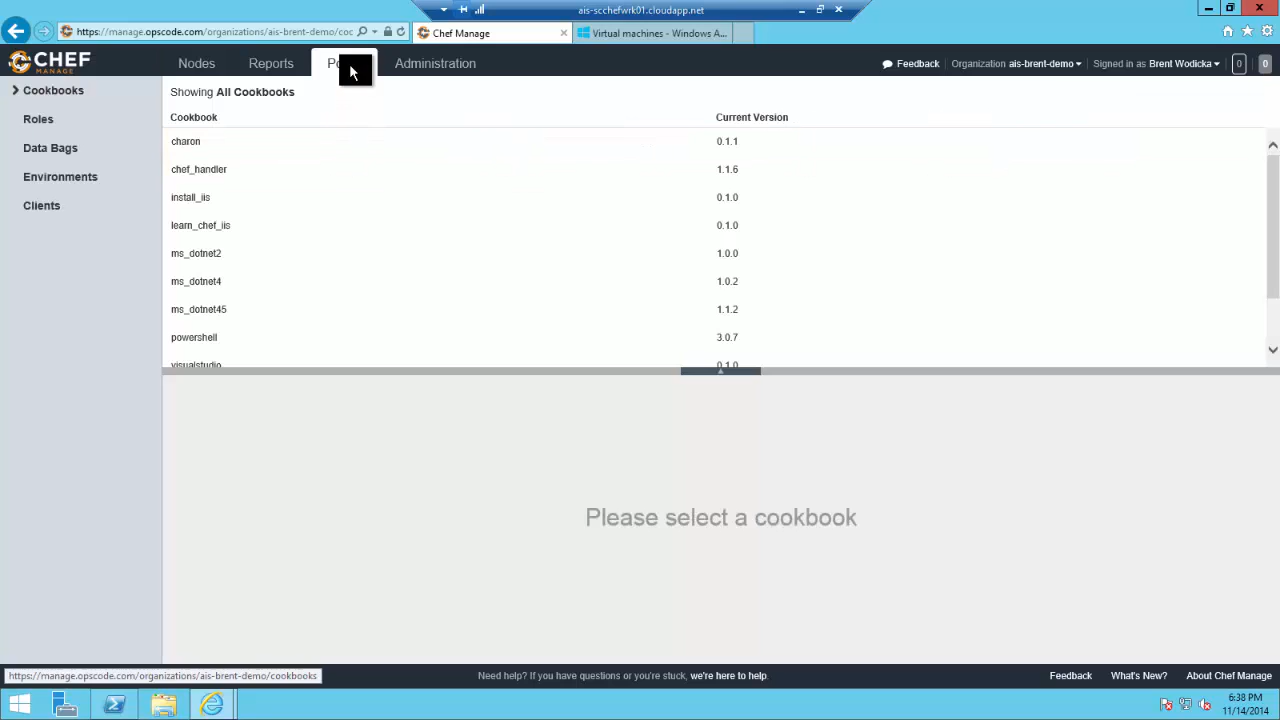 ais-scchefwrk01.cloudapp.net
https://manage.opscode.com/organizations/ais-brent-demo/coc
Chef Manage
Virtual machines - Windows A...
CHEF
MANAGE
Nodes
Reports
Administration
Feedback
Organization ais-brent-demo
Signed in as Brent Wodicka
0
0
Cookbooks
Roles
Data Bags
Environments
Clients
Showing All Cookbooks
Cookbook Current Version
charon 0.1.1
chef_handler 1.1.6
install_iis 0.1.0
learn_chef_iis 0.1.0
ms_dotnet2 1.0.0
ms_dotnet4 1.0.2
ms_dotnet45 1.1.2
powershell 3.0.7
visualstudio 0.1.0
Please select a cookbook
https://manage.opscode.com/organizations/ais-brent-demo/cookbooks
Need help? If you have questions or you're stuck, we're here to help.
Feedback
What's New?
About Chef Manage
6:38 PM
11/14/2014